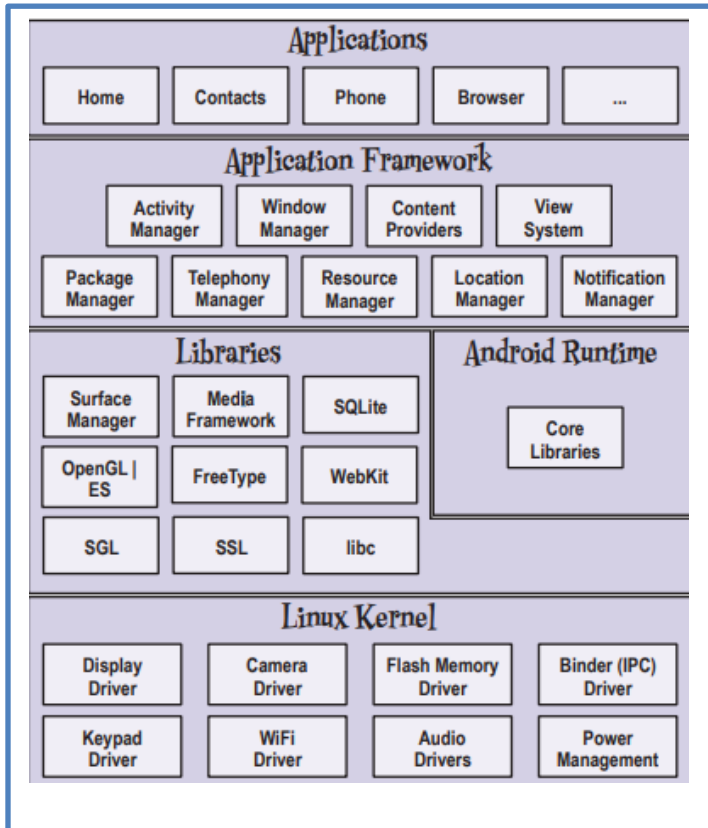 Applications
Home
Contacts
Phone
Browser
...
Application Framework
Activity
Manager
Window
Manager
Content
Providers
View
System
Package
Manager
Telephony
Manager
Resource
Manager
Location
Manager
Notification
Manager
Libraries
Surface
Manager
Media
Framework
SQLite
OpenGL |
ES
FreeType
WebKit
SGL
SSL
libc
Android Runtime
Core
Libraries
Linux Kernel
Display
Driver
Camera
Driver
Flash Memory
Driver
Binder (IPC)
Driver
Keypad
Driver
WiFi
Driver
Audio
Drivers
Power
Management